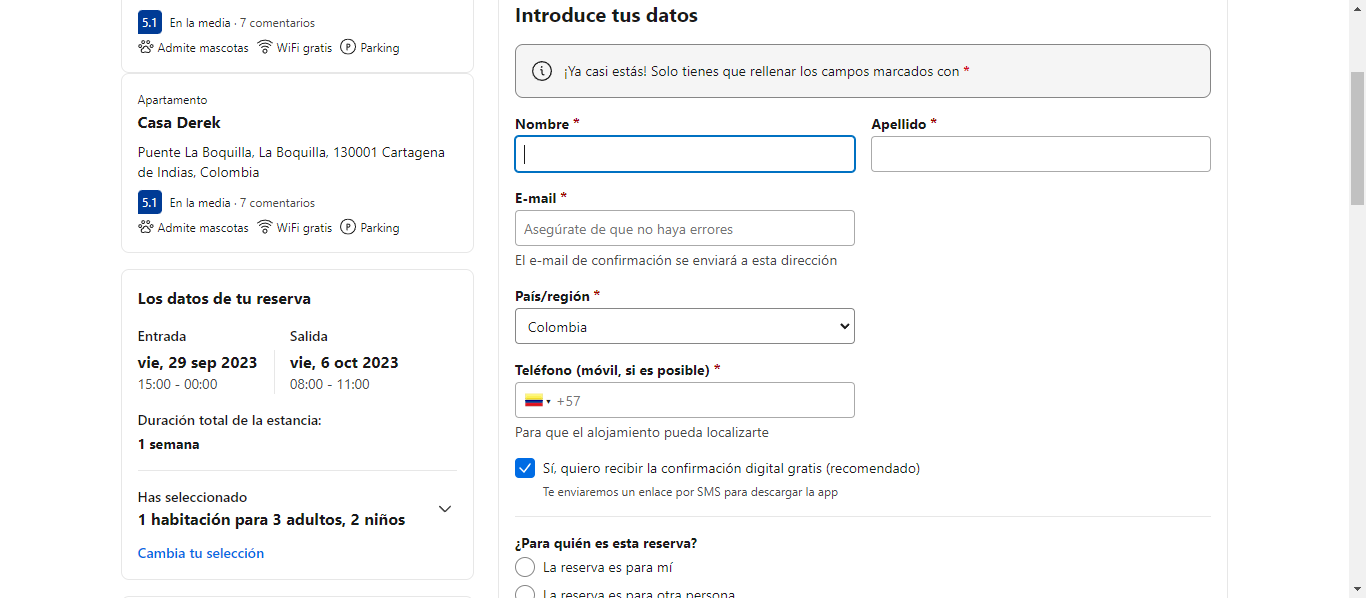 5.1 En la media · 7 comentarios
Admite mascotas WiFi gratis P Parking
Apartamento
Casa Derek
Puente La Boquilla, La Boquilla, 130001 Cartagena
de Indias, Colombia
5.1 En la media · 7 comentarios
Admite mascotas WiFi gratis P Parking
Los datos de tu reserva
Entrada Salida
vie, 29 sep 2023 vie, 6 oct 2023
15:00 - 00:00 08:00 - 11:00
Duración total de la estancia:
1 semana
Has seleccionado
1 habitación para 3 adultos, 2 niños
Cambia tu selección
Introduce tus datos
¡Ya casi estás! Solo tienes que rellenar los campos marcados con *
Nombre * Apellido *
E-mail *
Asegúrate de que no haya errores
El e-mail de confirmación se enviará a esta dirección
País/región *
Colombia
Teléfono (móvil, si es posible) *
+57
Para que el alojamiento pueda localizarte
Sí, quiero recibir la confirmación digital gratis (recomendado)
Te enviaremos un enlace por SMS para descargar la app
¿Para quién es esta reserva?
La reserva es para mí
La reserva es para otra persona